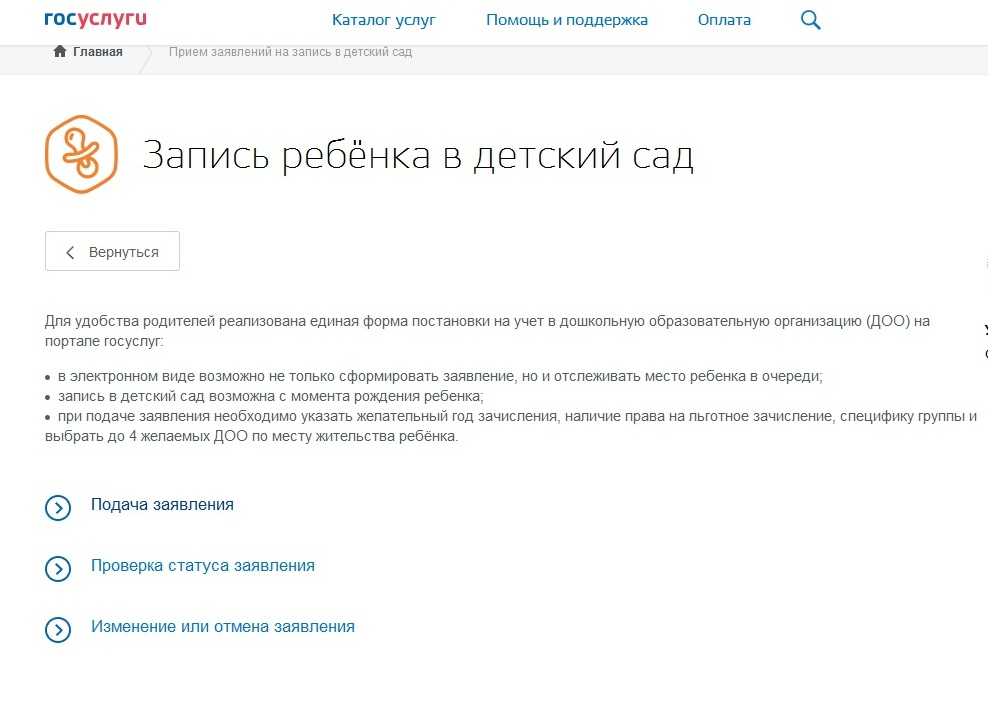 госуслуги Каталог услуг Помощь и поддержка Оплата
Главная Прием заявлений на запись в детский сад
Запись ребёнка в детский сад
Вернуться
Для удобства родителей реализована единая форма постановки на учет в дошкольную образовательную организацию (ДОО) на
портале госуслуг:
• в электронном виде возможно не только сформировать заявление, но и отслеживать место ребенка в очереди;
• запись в детский сад возможна с момента рождения ребенка;
• при подаче заявления необходимо указать желательный год зачисления, наличие права на льготное зачисление, специфику группы и
выбрать до 4 желаемых ДОО по месту жительства ребёнка.
Подача заявления
Проверка статуса заявления
Изменение или отмена заявления